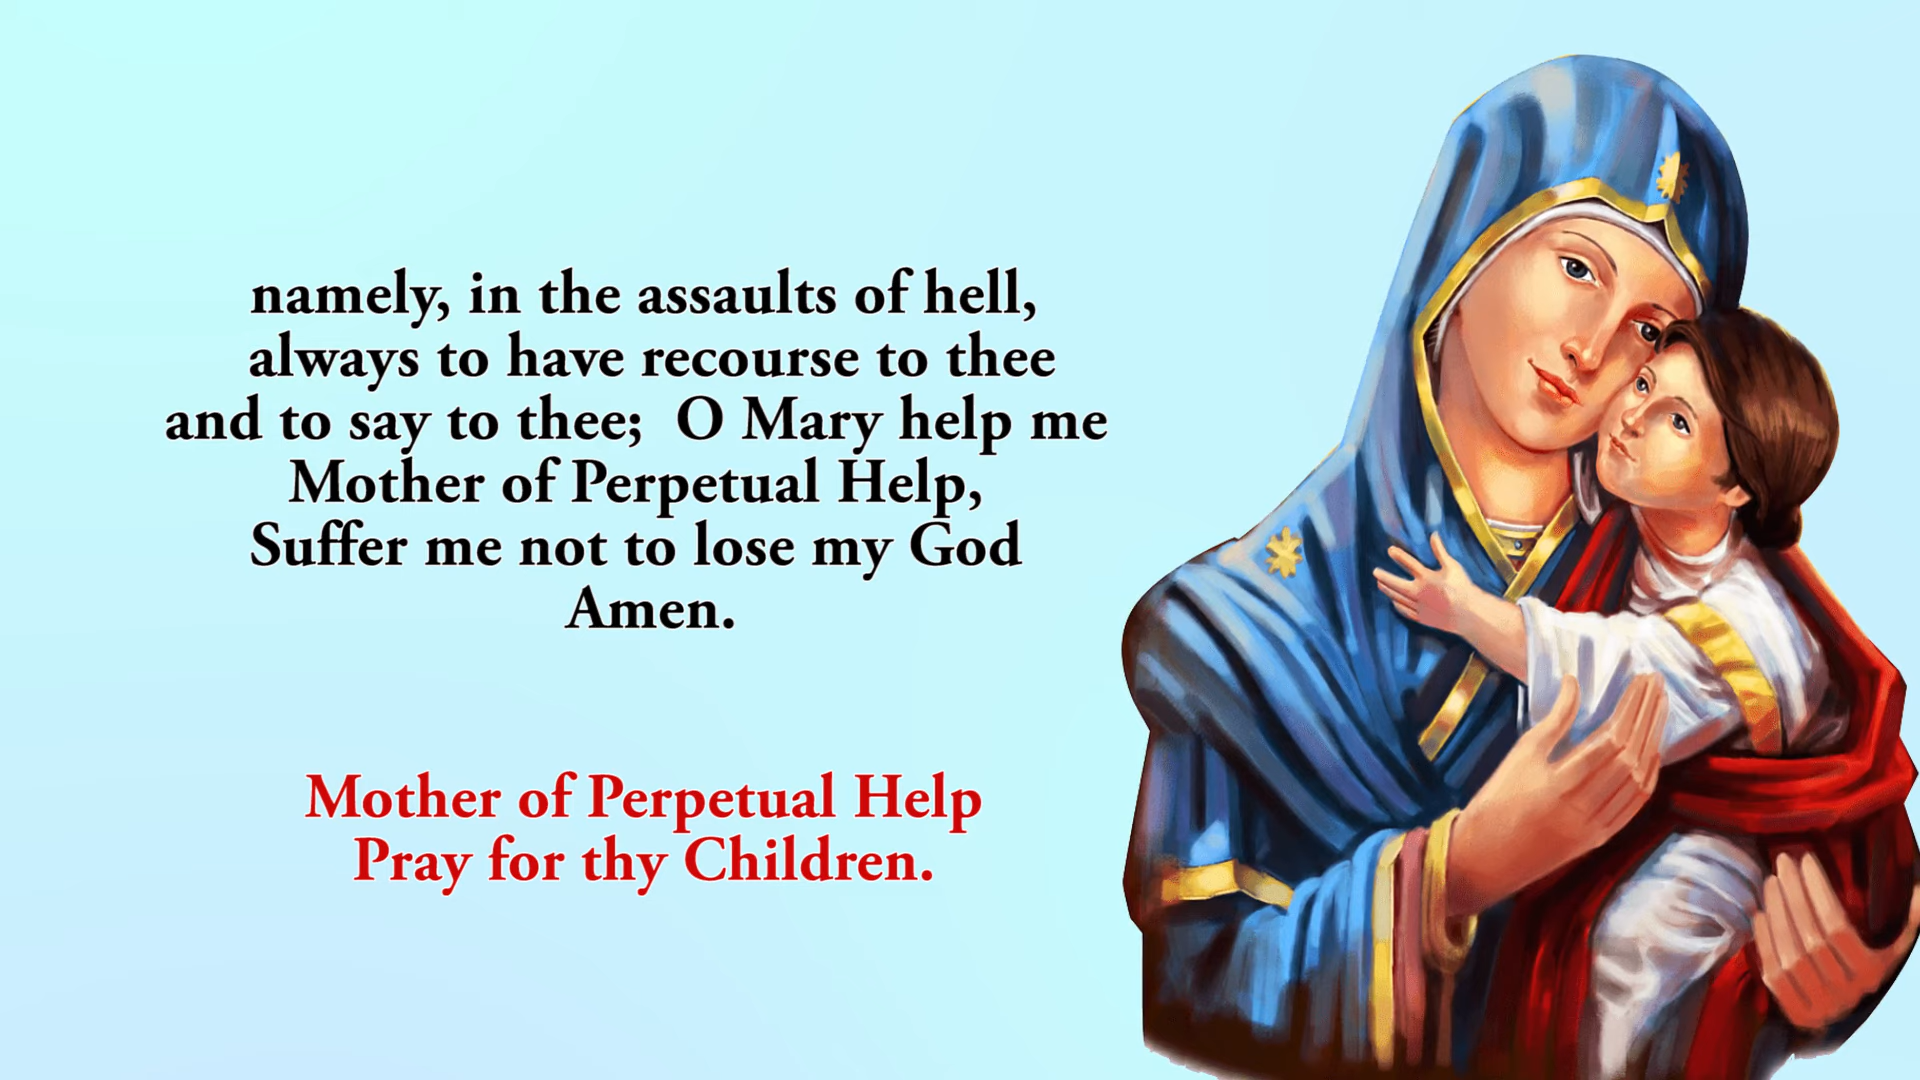 namely, in the assaults of hell,
always to have recourse to thee
and to say to thee;  O Mary help me
Mother of Perpetual Help,
Suffer me not to lose my God
Amen.
Mother of Perpetual Help
Pray for thy Children.